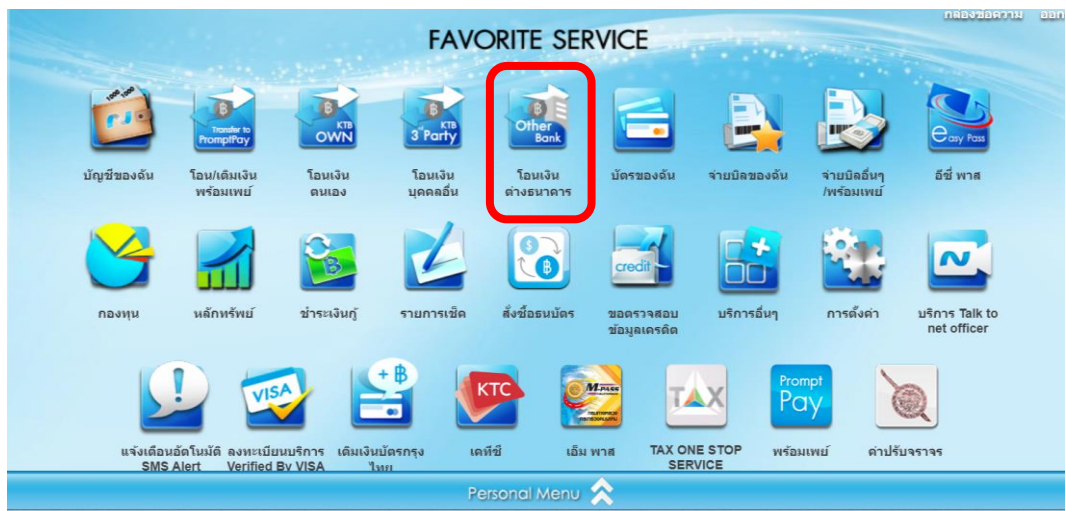 กล่องข้อความ ออก
FAVORITE SERVICE
1000 1000
Transfer to
PromptPay
KTB
OWN
KTB
3rd Party
Other
Bank
easy Pass
บัญชีของฉัน
โอน/เติมเงิน
พร้อมเพย์
โอนเงิน
ตนเอง
โอนเงิน
บุคคลอื่น
โอนเงิน
ต่างธนาคาร
บัตรของฉัน
จ่ายบิลของฉัน
จ่ายบิลอื่นๆ
/พร้อมเพย์
อีซี่ พาส
credit
กองทุน
หลักทรัพย์
ชำระเงินกู้
รายการเช็ค
สั่งซื้อธนบัตร
ขอตรวจสอบ
ข้อมูลเครดิต
บริการอื่นๆ
การตั้งค่า
บริการ Talk to
net officer
VISA
+ ฿
KTC
M-PASS
TAX
Prompt
Pay
แจ้งเตือนอัตโนมัติ
SMS Alert
ลงทะเบียนบริการ
Verified By VISA
เติมเงินบัตรกรุง
ไทย
เคทีซี
เอ็ม พาส
TAX ONE STOP
SERVICE
พร้อมเพย์
ค่าปรับจราจร
Personal Menu